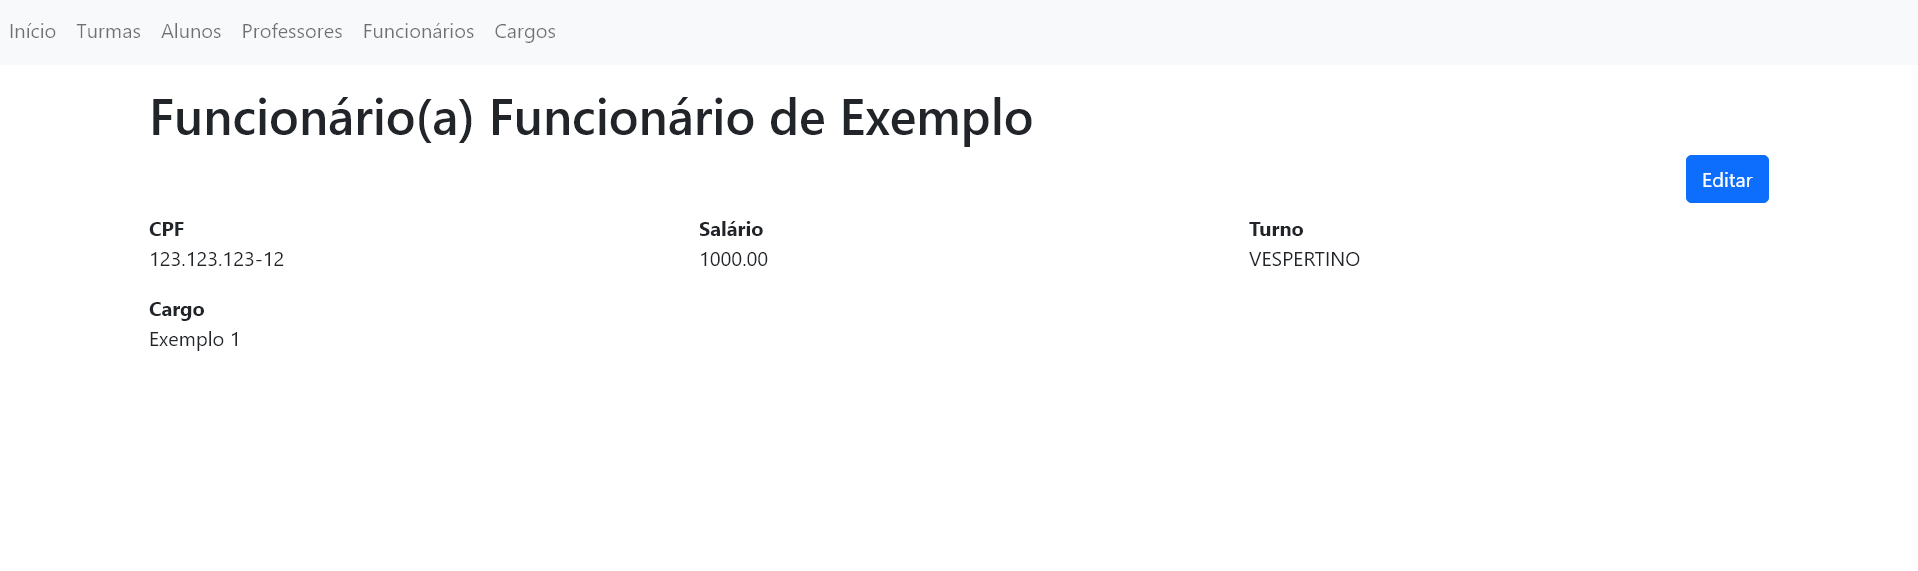 Início Turmas Alunos Professores Funcionários Cargos
Funcionário(a) Funcionário de Exemplo
Editar
CPF Salário Turno
123.123.123-12 1000.00 VESPERTINO
Cargo
Exemplo 1